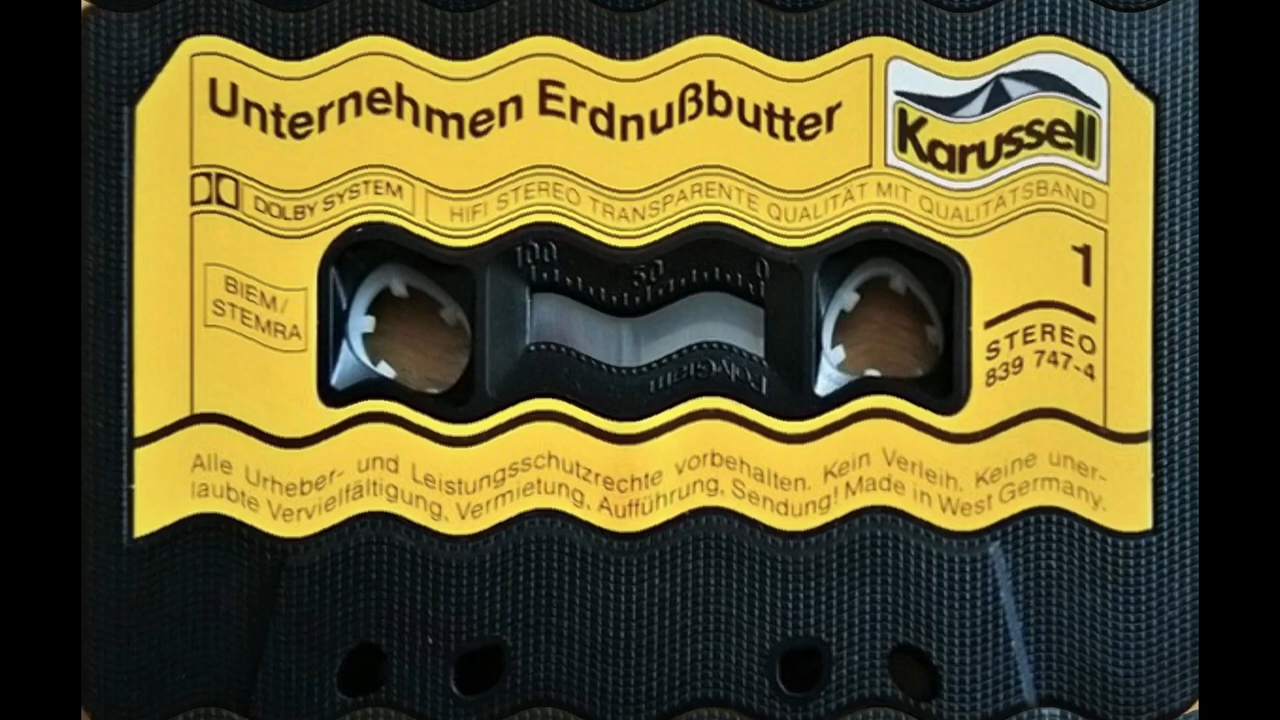 Unternehmen Erdnußbutter
Karussell
DOLBY SYSTEM
HIFI STEREO TRANSPARENTE QUALITÄT MIT QUALITÄTSBAND
BIEM/
STEMRA
100 50 0
PolyGram
1
STEREO
839 747-4
Alle Urheber- und Leistungsschutzrechte vorbehalten. Kein Verleih. Keine uner-
laubte Vervielfältigung, Vermietung, Aufführung, Sendung! Made in West Germany.